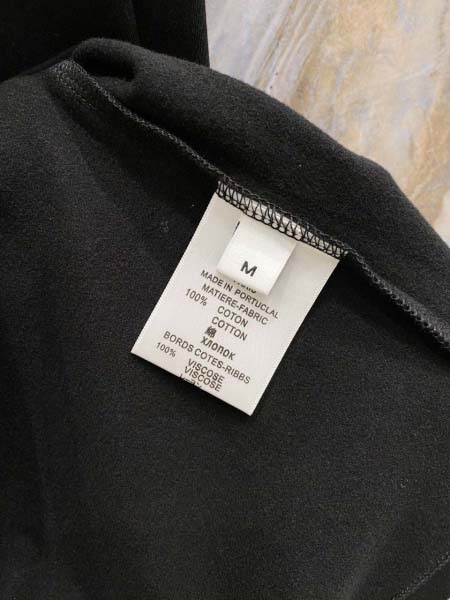 M
MADE IN PORTUCLAL
MATIERE-FABRIC
100% COTON
COTTON
棉
ХЛОПОК
BORDS COTES-RIBBS
100% VISCOSE
VISCOSE